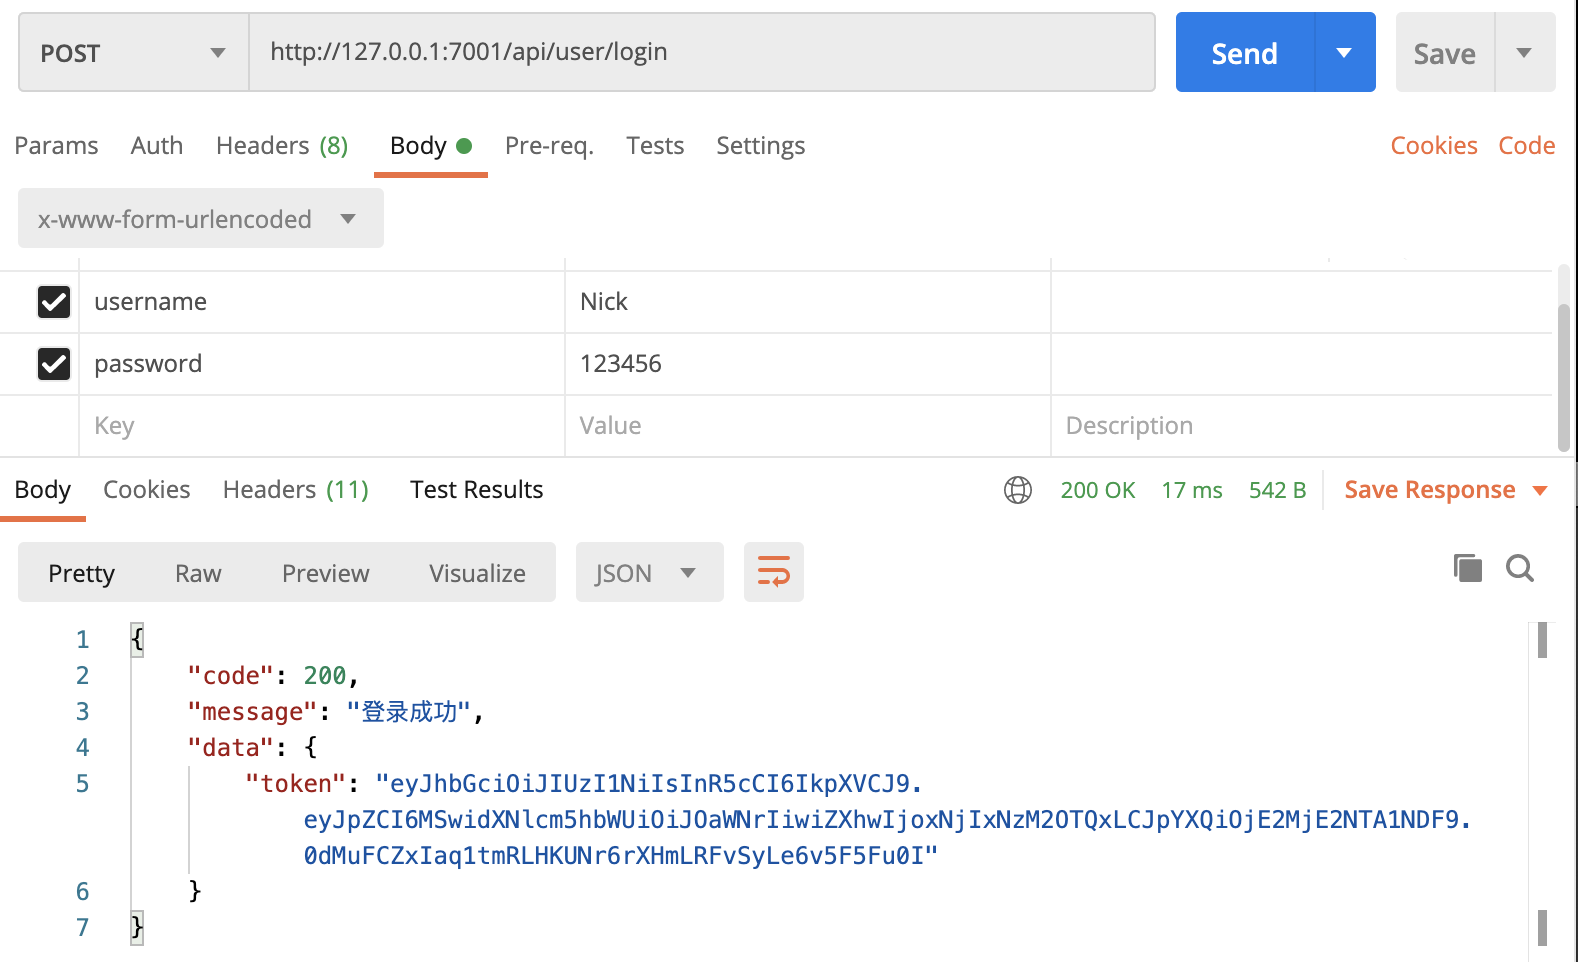 POST http://127.0.0.1:7001/api/user/login Send Save
Params Auth Headers (8) Body Pre-req. Tests Settings Cookies Code
x-www-form-urlencoded
username Nick
password 123456
Key Value Description
Body Cookies Headers (11) Test Results 200 OK 17 ms 542 B Save Response
Pretty Raw Preview Visualize JSON
1 {
2 "code": 200,
3 "message": "登录成功",
4 "data": {
5 "token": "eyJhbGciOiJIUzI1NiIsInR5cCI6IkpXVCJ9.
eyJpZCI6MSwidXNlcm5hbWUiOiJOaWNrIiwiZXhwIjoxNjIxNzM2OTQxLCJpYXQiOjE2MjE2NTA1NDF9.
0dMuFCZxIaq1tmRLHKUNr6rXHmLRFvSyLe6v5F5Fu0I"
6 }
7 }